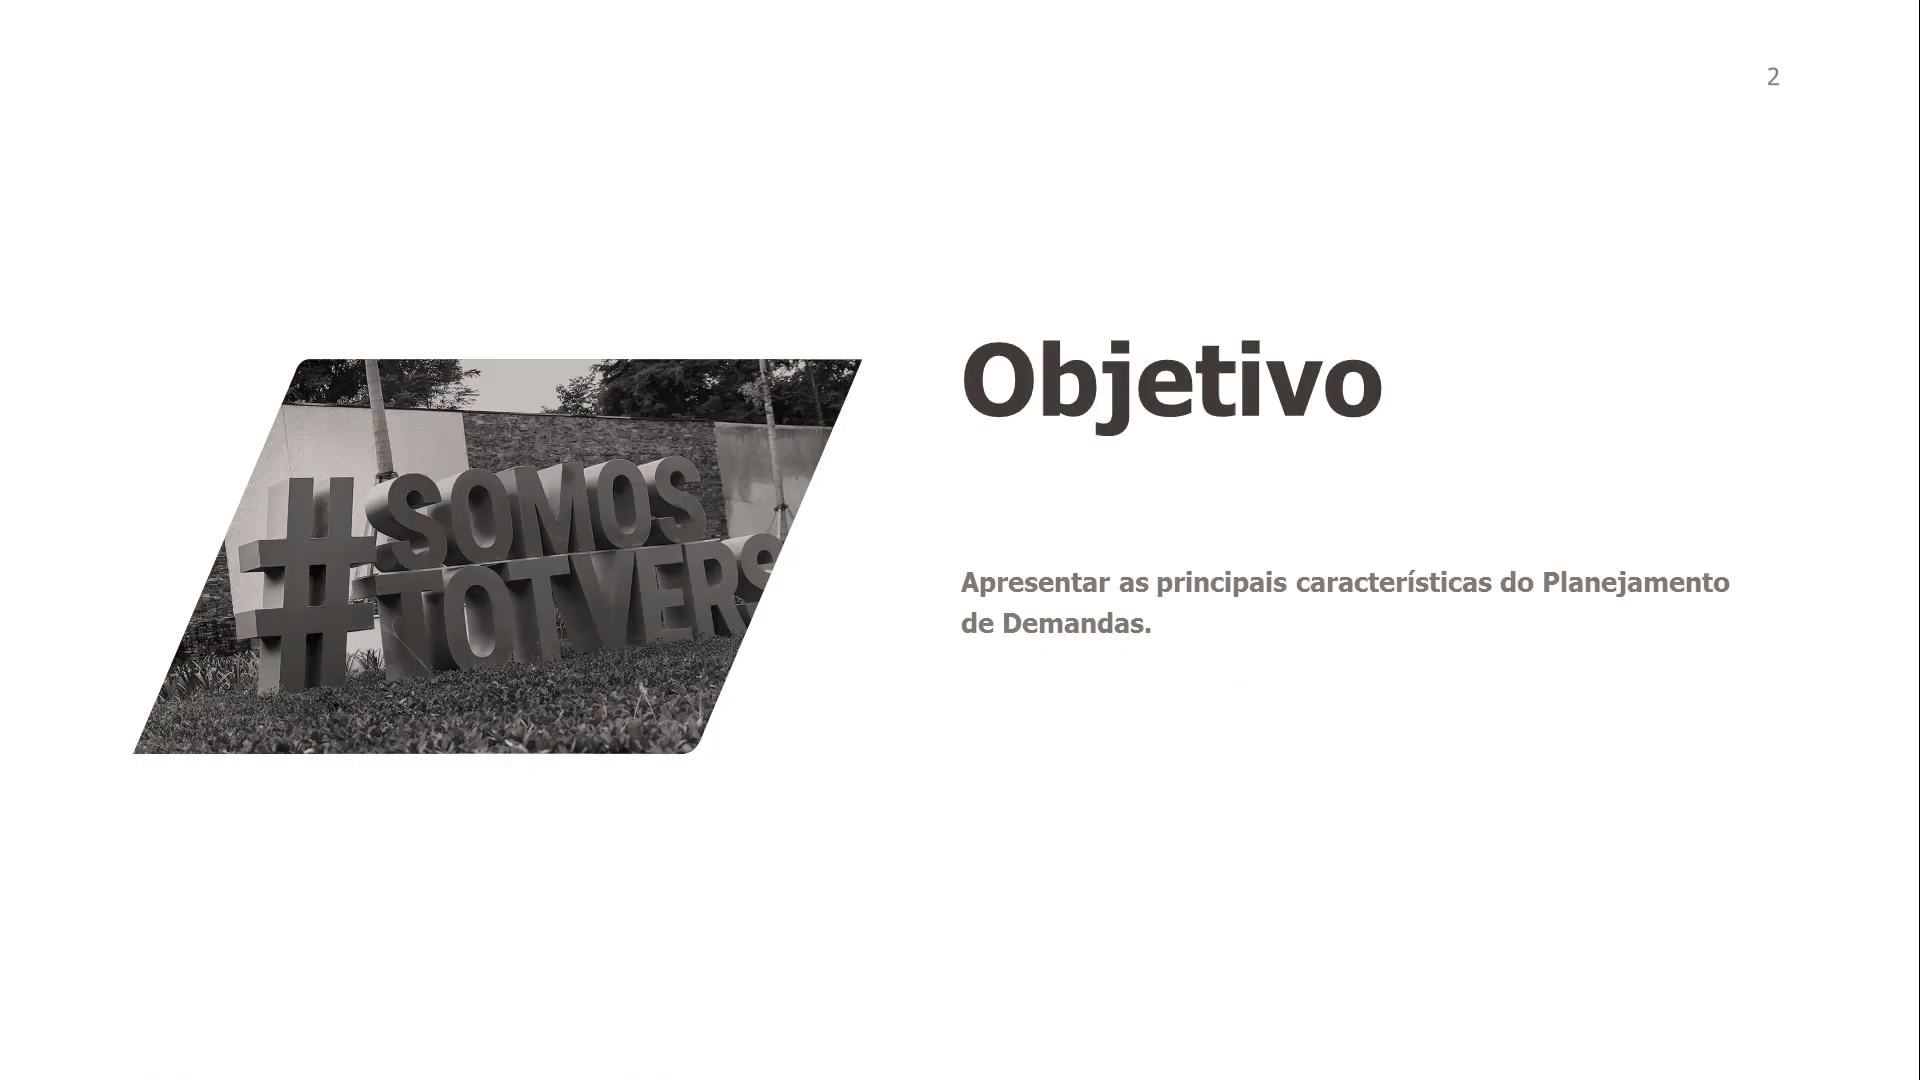 2
Objetivo
#SOMOS
TOTVERS
Apresentar as principais características do Planejamento
de Demandas.